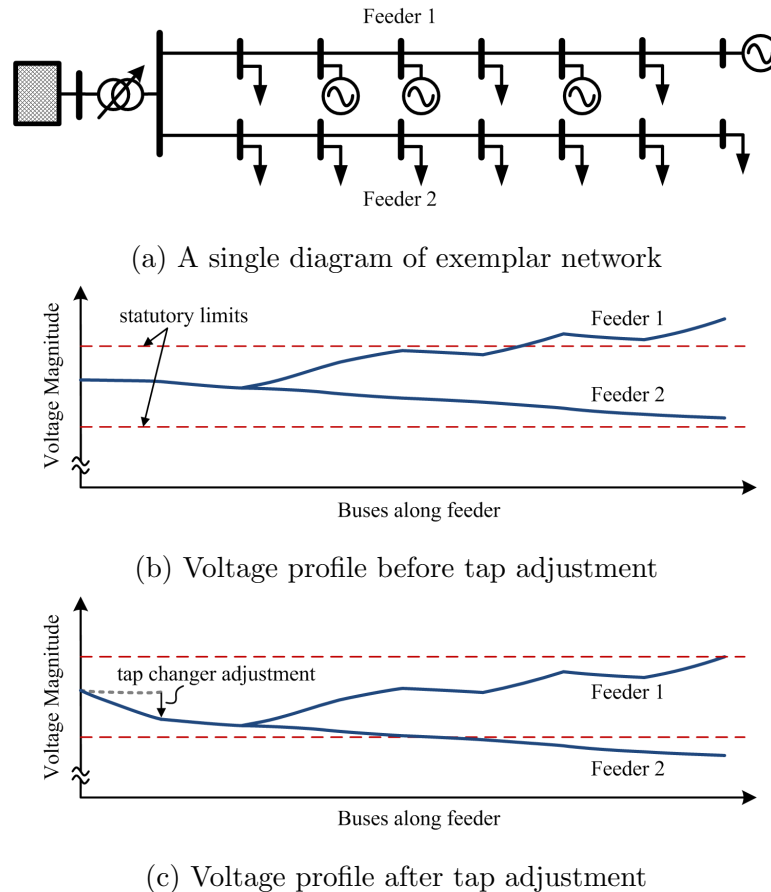 Feeder 1
Feeder 2
(a) A single diagram of exemplar network
Voltage Magnitude
statutory limits
Feeder 1
Feeder 2
Buses along feeder
(b) Voltage profile before tap adjustment
Voltage Magnitude
tap changer adjustment
Feeder 1
Feeder 2
Buses along feeder
(c) Voltage profile after tap adjustment